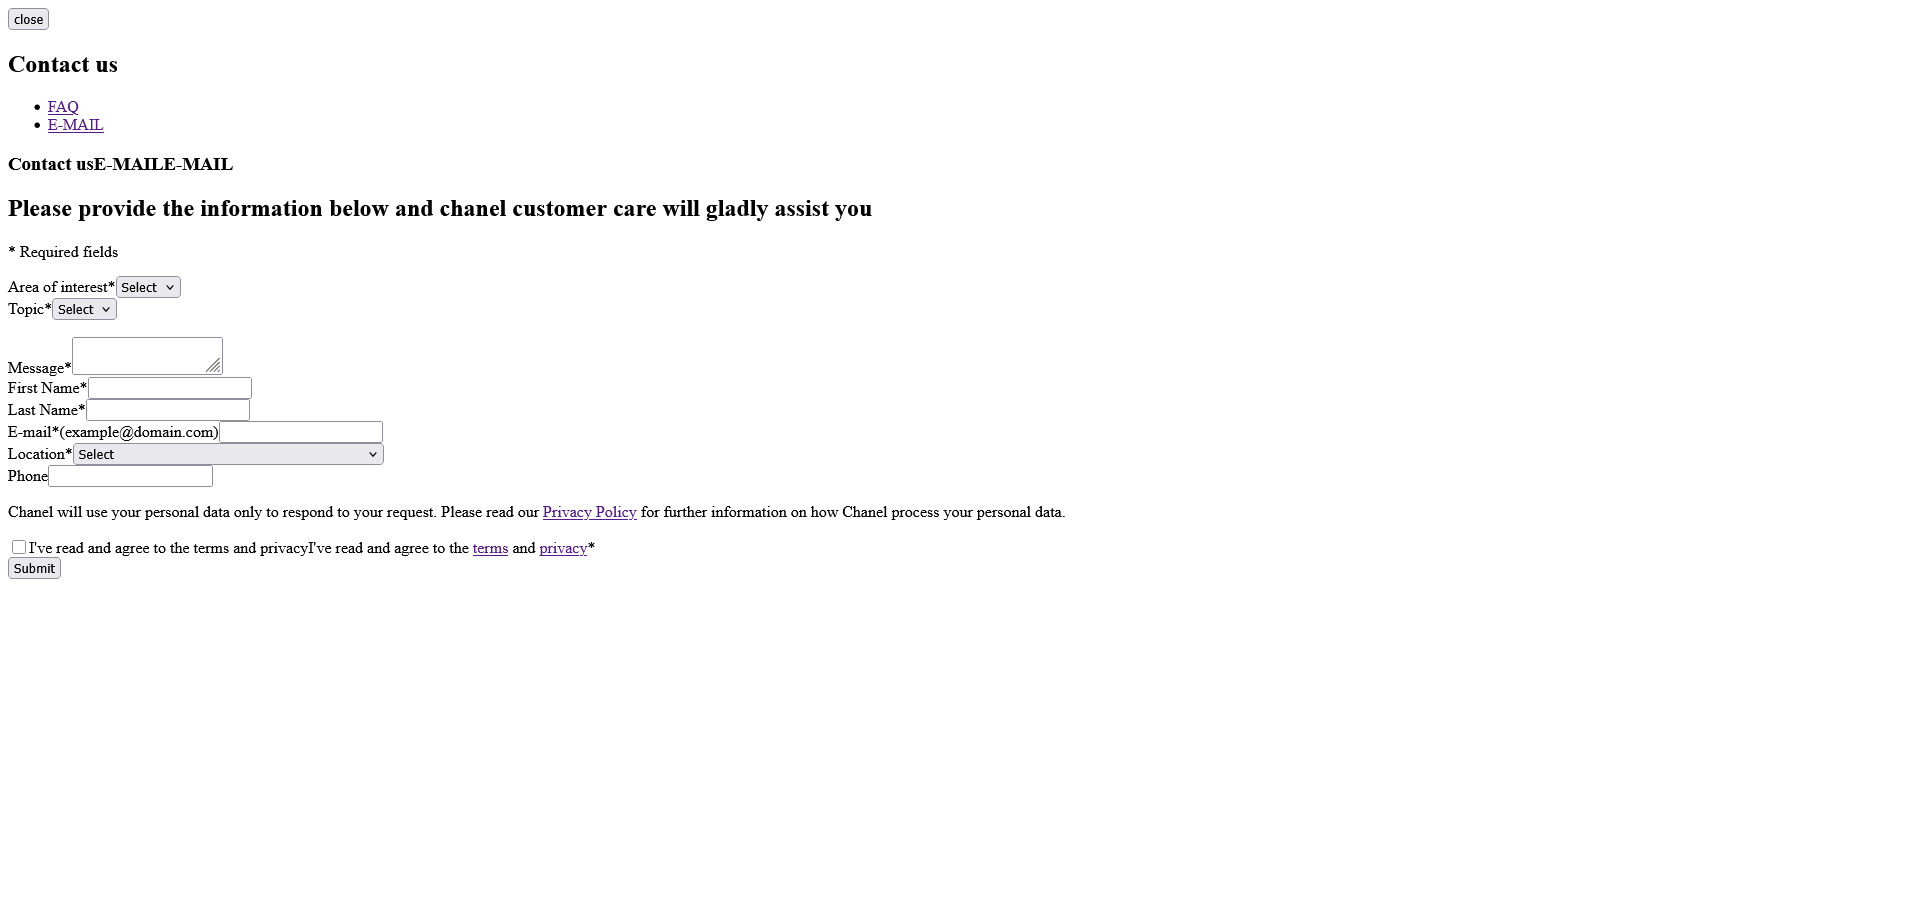 close
Contact us
FAQ
E-MAIL
Contact usE-MAILE-MAIL
Please provide the information below and chanel customer care will gladly assist you
* Required fields
Area of interest*Select
Topic*Select
Message*
First Name*
Last Name*
E-mail*(example@domain.com)
Location*Select
Phone
Chanel will use your personal data only to respond to your request. Please read our Privacy Policy for further information on how Chanel process your personal data.
I've read and agree to the terms and privacyI've read and agree to the terms and privacy*
Submit